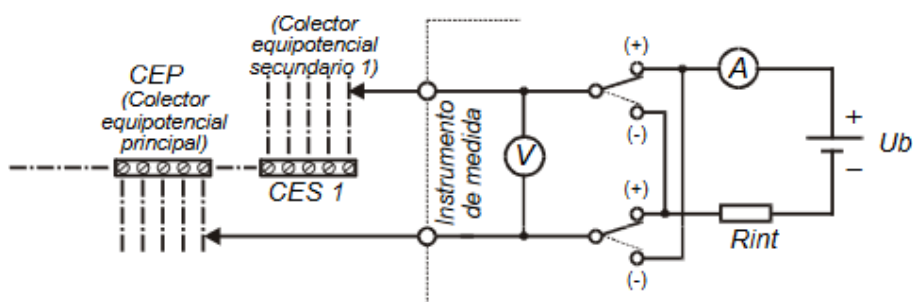 (Colector
equipotencial
secundario 1)
CEP
(Colector
equipotencial
principal)
CES 1
Instrumento
de medida
V
(+)
(-)
(+)
(-)
A
+
Ub
−
Rint